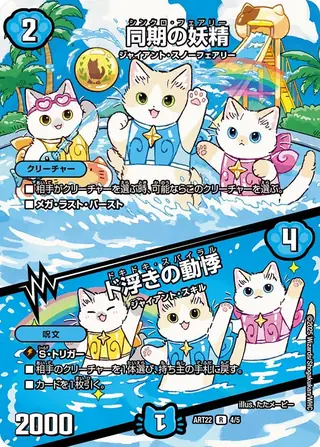 2
シンクロ・フェアリー
同期の妖精
ジャイアント・スノーフェアリー
クリーチャー
■相手がクリーチャーを選ぶ時、可能ならこのクリーチャーを選ぶ。
■メガ・ラスト・バースト
4
ドキドキ・スパイラル
ド浮きの動悸
ジャイアント・スキル
呪文
S・トリガー
■相手のクリーチャーを1体選び、持ち主の手札に戻す。
■カードを1枚引く。
2000
1
ART22 R 4/5
illus. たたメーピー